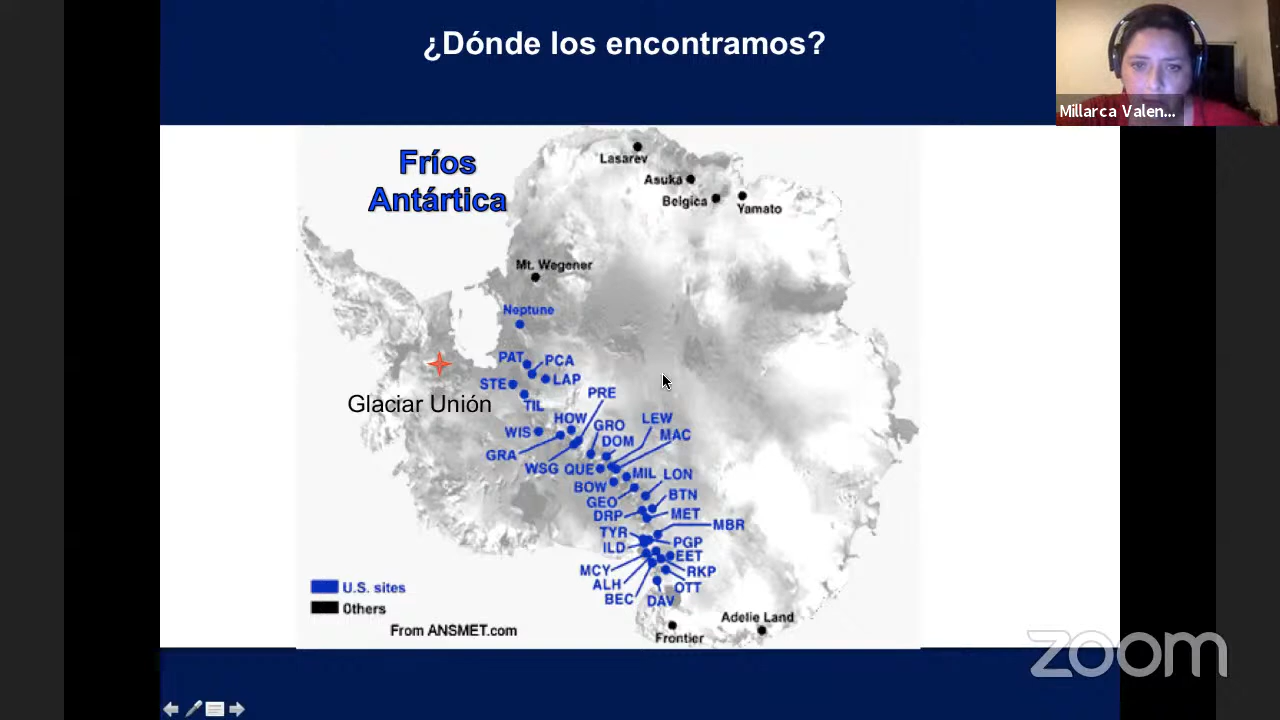 ¿Dónde los encontramos?
Millarca Valen...
Fríos
Antártica
Lasarev
Asuka
Belgica
Yamato
Mt. Wegener
Neptune
PAT
PCA
STE
LAP
TIL
Glaciar Unión
PRE
HOW
GRO
LEW
WIS
DOM
MAC
GRA
WSG
QUE
MIL
LON
BOW
GEO
BTN
DRP
MET
TYR
MBR
ILD
PGP
EET
MCY
RKP
ALH
OTT
BEC
DAV
U.S. sites
Others
From ANSMET.com
Adelie Land
Frontier
zoom